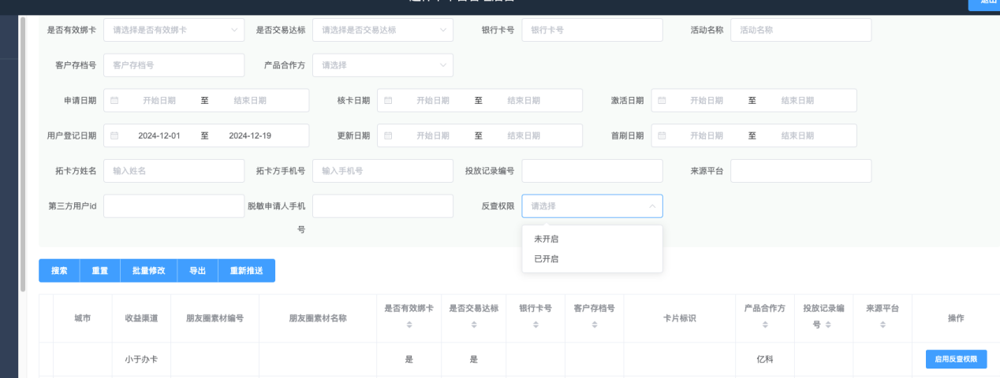 退出
是否有效绑卡 请选择是否有效绑卡 是否交易达标 请选择是否交易达标 银行卡号 银行卡号 活动名称 活动名称
客户存档号 客户存档号 产品合作方 请选择
申请日期 开始日期 至 结束日期 核卡日期 开始日期 至 结束日期 激活日期 开始日期 至 结束日期
用户登记日期 2024-12-01 至 2024-12-19 更新日期 开始日期 至 结束日期 首刷日期 开始日期 至 结束日期
拓卡方姓名 输入姓名 拓卡方手机号 输入手机号 投放记录编号 来源平台
第三方用户id 脱敏申请人手机 反查权限 请选择
号
未开启
已开启
搜索 重置 批量修改 导出 重新推送
城市 收益渠道 朋友圈素材编号 朋友圈素材名称 是否有效绑卡 是否交易达标 银行卡号 客户存档号 卡片标识 产品合作方 投放记录编 来源平台 操作
号
小于办卡 是 是 亿科 启用反查权限